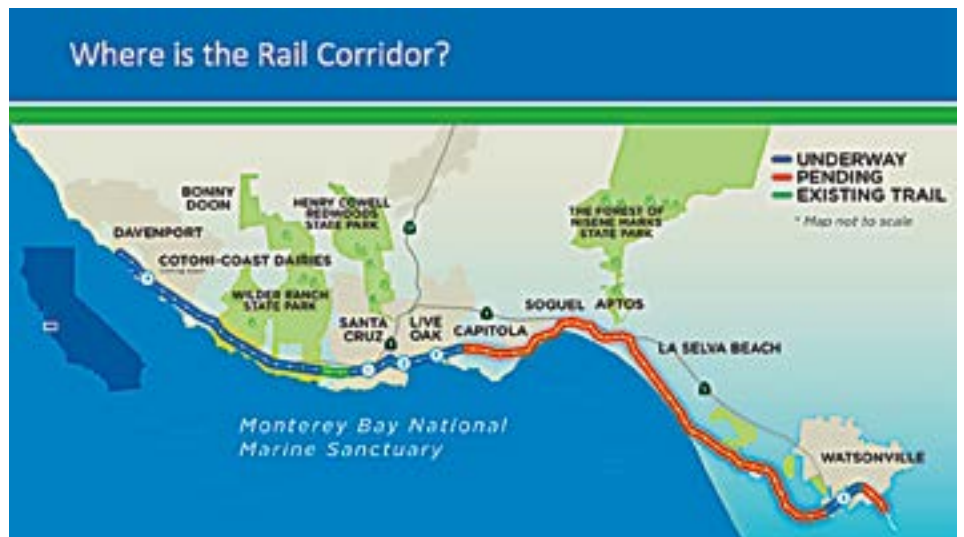 Where is the Rail Corridor?
UNDERWAY
PENDING
EXISTING TRAIL
* Map not to scale
BONNY
DOON
HENRY COWELL
REDWOODS
STATE PARK
THE FOREST OF
NISENE MARKS
STATE PARK
DAVENPORT
COTONI-COAST DAIRIES
WILDER RANCH
STATE PARK
SANTA
CRUZ
LIVE
OAK
CAPITOLA
SOQUEL
APTOS
LA SELVA BEACH
Monterey Bay National
Marine Sanctuary
WATSONVILLE